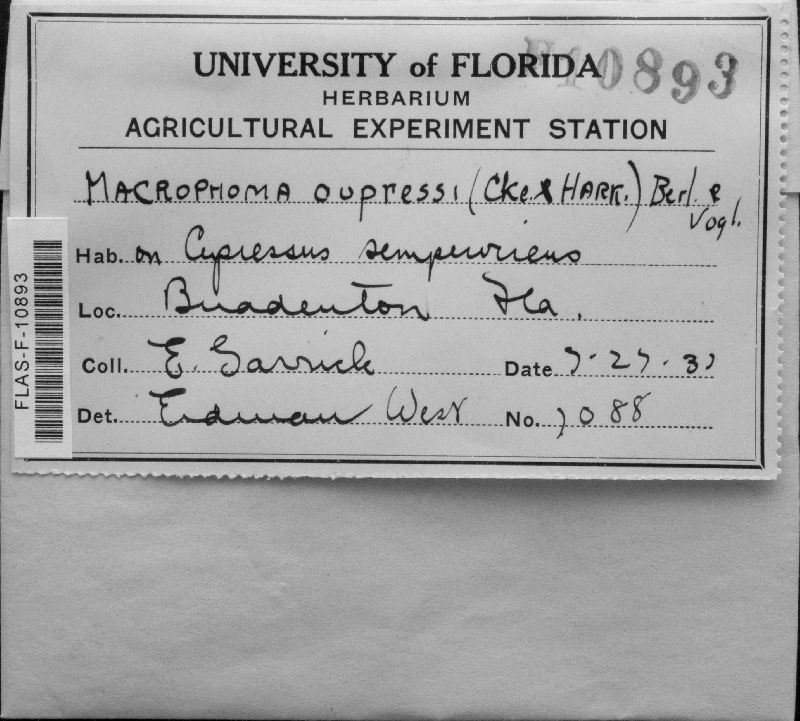 F10893
UNIVERSITY of FLORIDA
HERBARIUM
AGRICULTURAL EXPERIMENT STATION
MACROPHOMA cupressi (Cke & HARK.) Berl. & Vogl.
Hab. on Cupressus sempervirens
Loc. Bradenton Fla.
Coll. E. Garrick Date 7-27-37
Det. Erdman West No. 7088
FLAS-F-10893